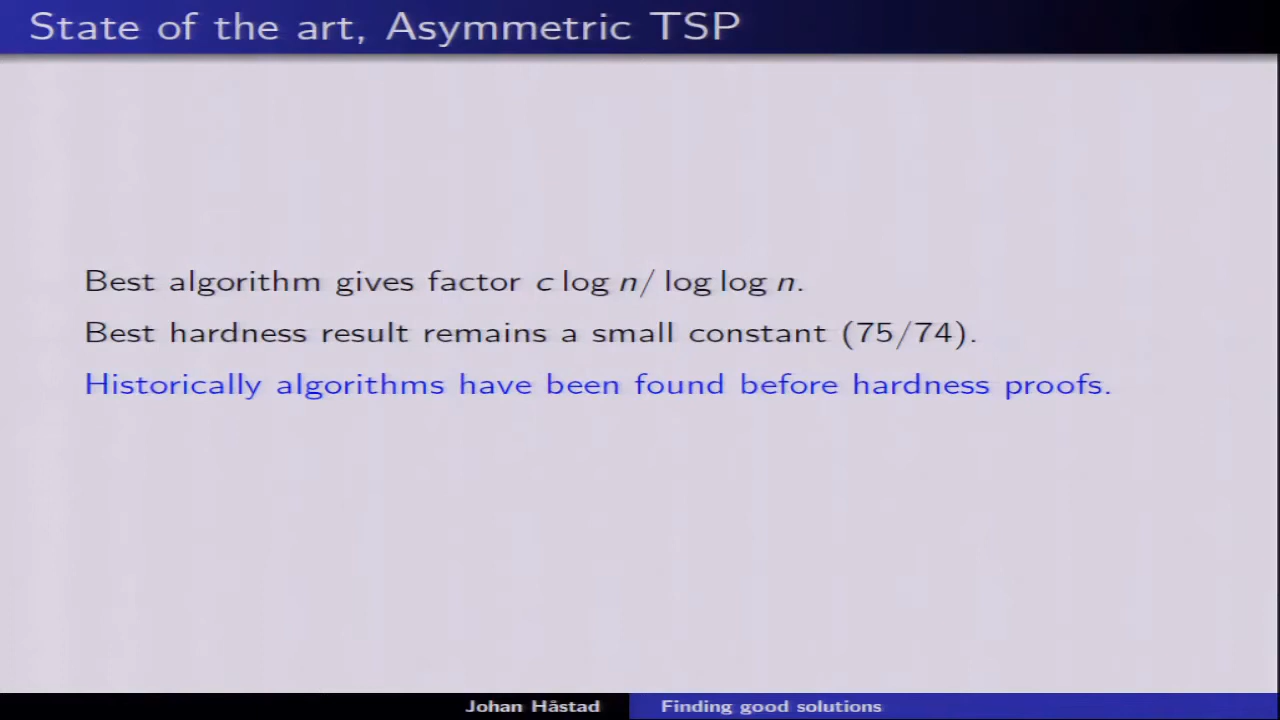 State of the art, Asymmetric TSP
Best algorithm gives factor c log n/ log log n.
Best hardness result remains a small constant (75/74).
Historically algorithms have been found before hardness proofs.
Johan Håstad Finding good solutions